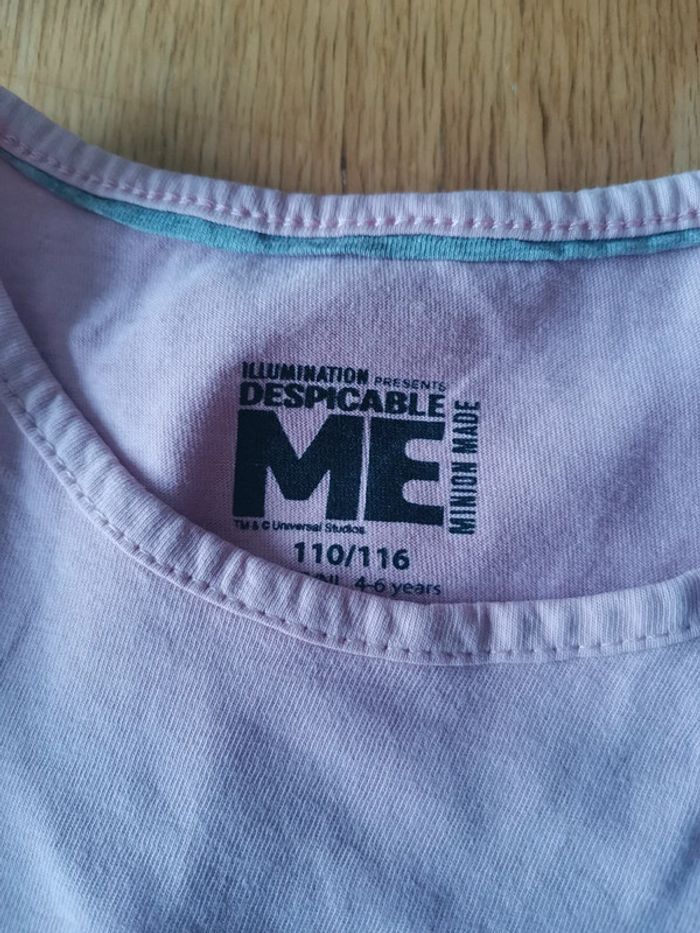 ILLUMINATION PRESENTS
DESPICABLE
ME
MINION MADE
TM & © Universal Studios.
110/116
4-6 years